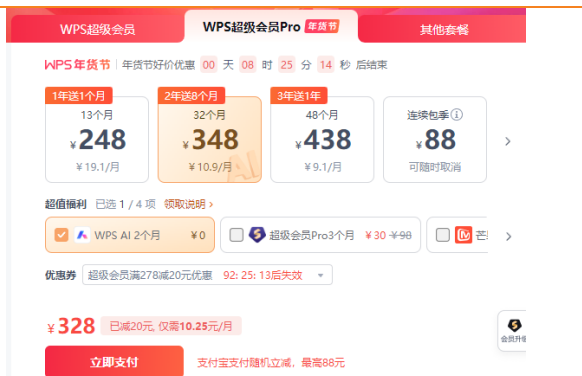 WPS超级会员
WPS超级会员Pro 年货节
其他套餐
WPS年货节 年货节好价优惠 00 天 08 时 25 分 14 秒 后结束
1年送1个月
13个月
¥248
¥19.1/月
2年送8个月
32个月
¥348
¥10.9/月
3年送1年
48个月
¥438
¥9.1/月
连续包季
¥88
可随时取消
超值福利 已选 1 / 4 项 领取说明 >
WPS AI 2个月 ¥0
超级会员Pro3个月 ¥30 ¥98
优惠券 超级会员满278减20元优惠 92: 25: 13后失效
¥328 已减20元, 仅需10.25元/月
立即支付 支付宝支付随机立减，最高88元